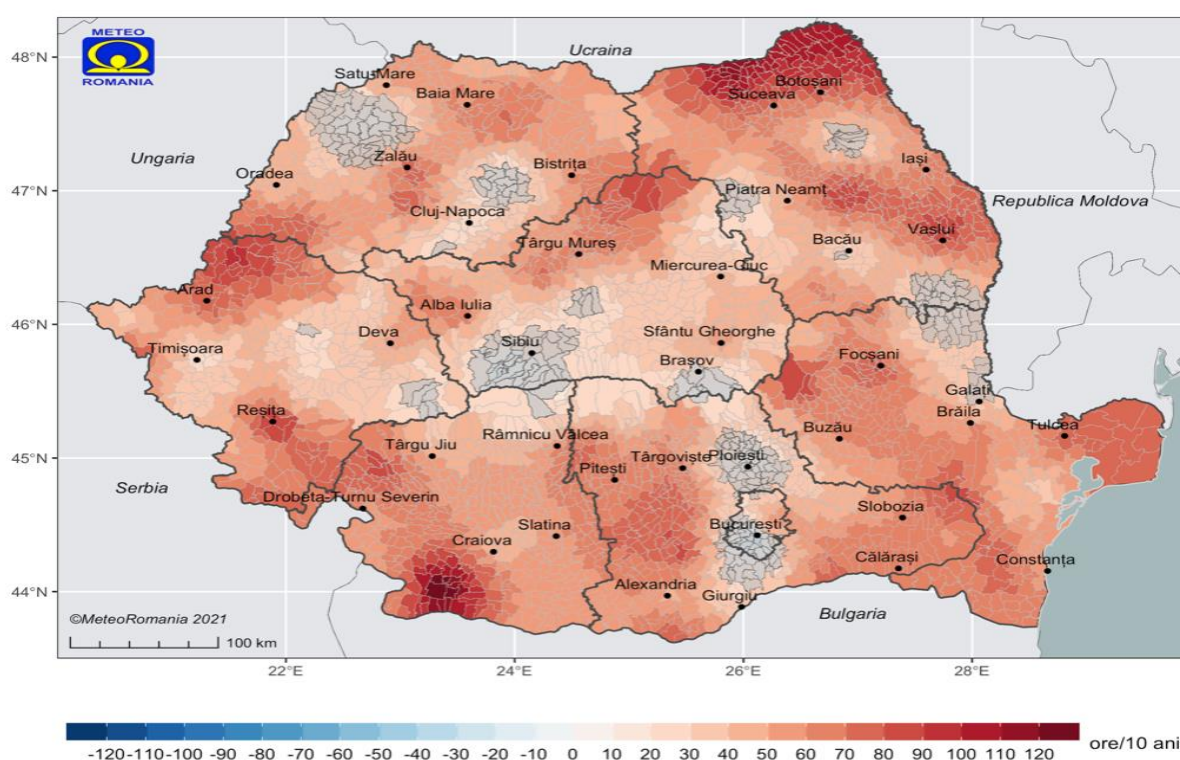 METEO
ROMANIA
Ucraina
48°N
Satu-Mare
Baia Mare
Botoșani
Suceava
Ungaria
Zalău
Oradea
Bistrița
Iași
47°N
Cluj-Napoca
Piatra Neamț
Republica Moldova
Târgu Mureș
Vaslui
Bacău
Miercurea-Ciuc
Arad
Alba Iulia
46°N
Timișoara
Deva
Sibiu
Sfântu Gheorghe
Brașov
Focșani
Reșița
Galați
Brăila
Târgu Jiu
Râmnicu Vâlcea
Buzău
Tulcea
45°N
Pitești
Târgoviște
Ploiești
Serbia
Drobeta-Turnu Severin
Slobozia
Slatina
București
Craiova
Călărași
Constanța
44°N
Alexandria
Giurgiu
Bulgaria
©MeteoRomania 2021
100 km
22°E
24°E
26°E
28°E
-120 -110 -100 -90 -80 -70 -60 -50 -40 -30 -20 -10 0 10 20 30 40 50 60 70 80 90 100 110 120
ore/10 ani